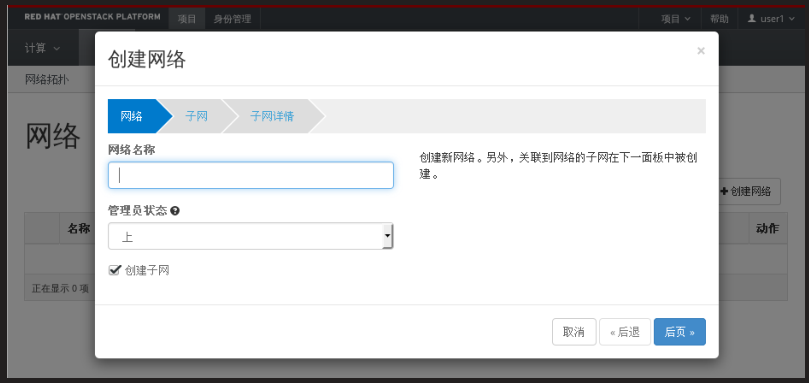 RED HAT OPENSTACK PLATFORM 项目 身份管理 项目 帮助 user1
计算
网络拓扑
网络
创建网络 ×
网络 子网 子网详情
网络名称
创建新网络。另外，关联到网络的子网在下一面板中被创
建。
管理员状态
上
创建子网
+创建网络
名称 动作
正在显示 0 项
取消 « 后退 后页 »